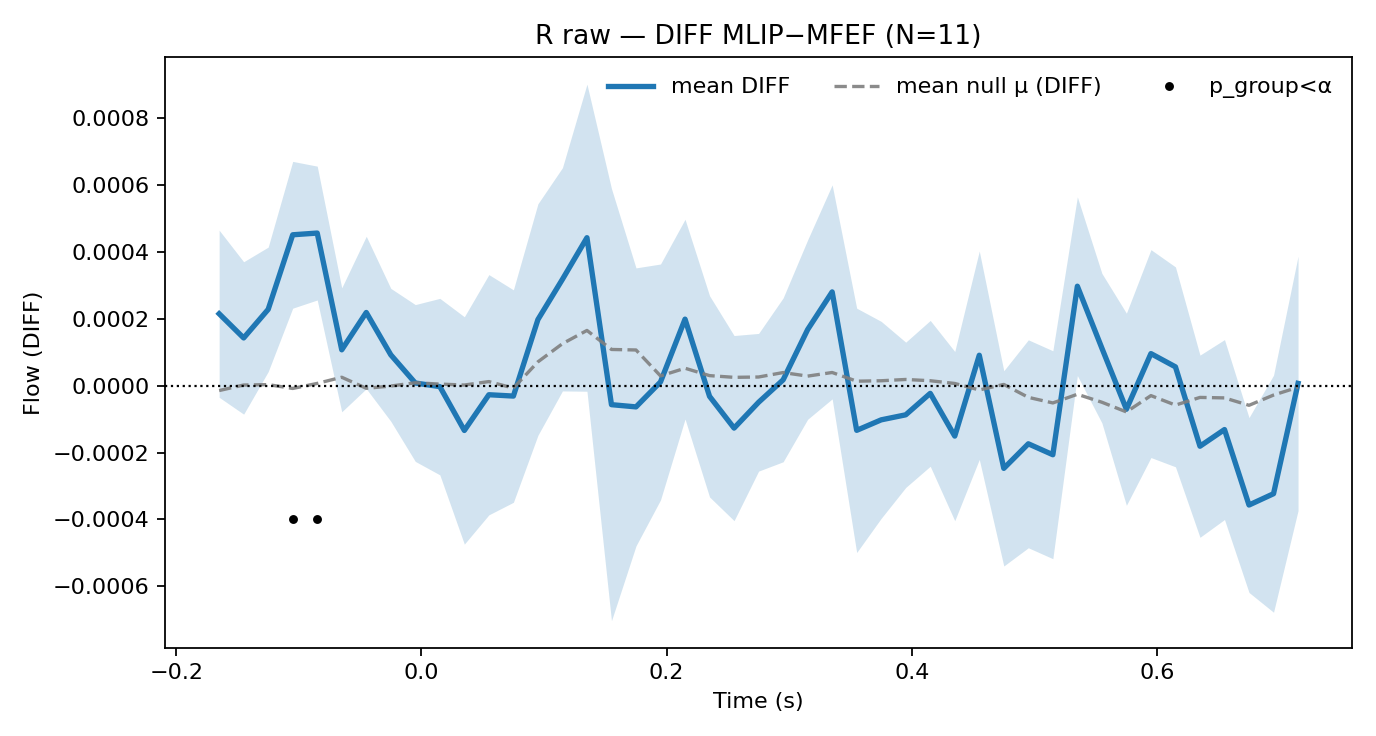 R raw — DIFF MLIP−MFEF (N=11)
mean DIFF mean null μ (DIFF) p_group<α
0.0008
0.0006
0.0004
0.0002
0.0000
−0.0002
−0.0004
−0.0006
Flow (DIFF)
−0.2 0.0 0.2 0.4 0.6
Time (s)